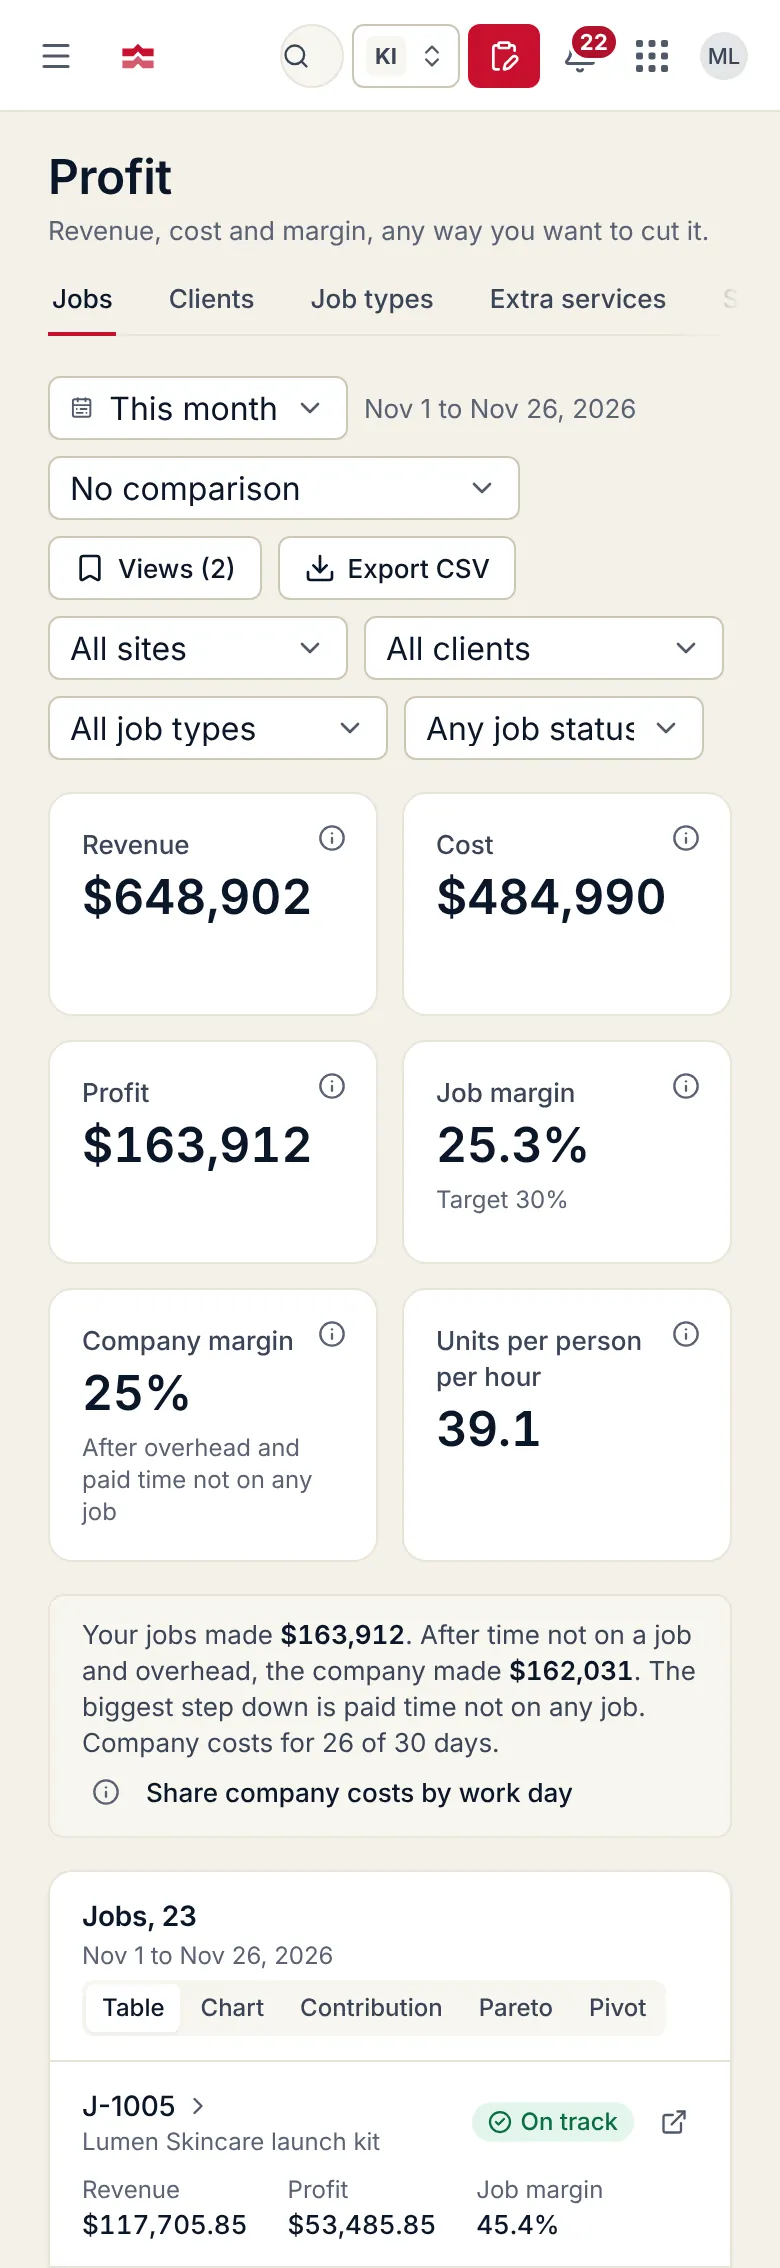 KI
22
ML
Profit
Revenue, cost and margin, any way you want to cut it.
Jobs Clients Job types Extra services S
This month Nov 1 to Nov 26, 2026
No comparison
Views (2) Export CSV
All sites All clients
All job types Any job status
Revenue
$648,902
Cost
$484,990
Profit
$163,912
Job margin
25.3%
Target 30%
Company margin
25%
After overhead and
paid time not on any
job
Units per person
per hour
39.1
Your jobs made $163,912. After time not on a job
and overhead, the company made $162,031. The
biggest step down is paid time not on any job.
Company costs for 26 of 30 days.
Share company costs by work day
Jobs, 23
Nov 1 to Nov 26, 2026
Table Chart Contribution Pareto Pivot
J-1005
Lumen Skincare launch kit
On track
Revenue Profit Job margin
$117,705.85 $53,485.85 45.4%